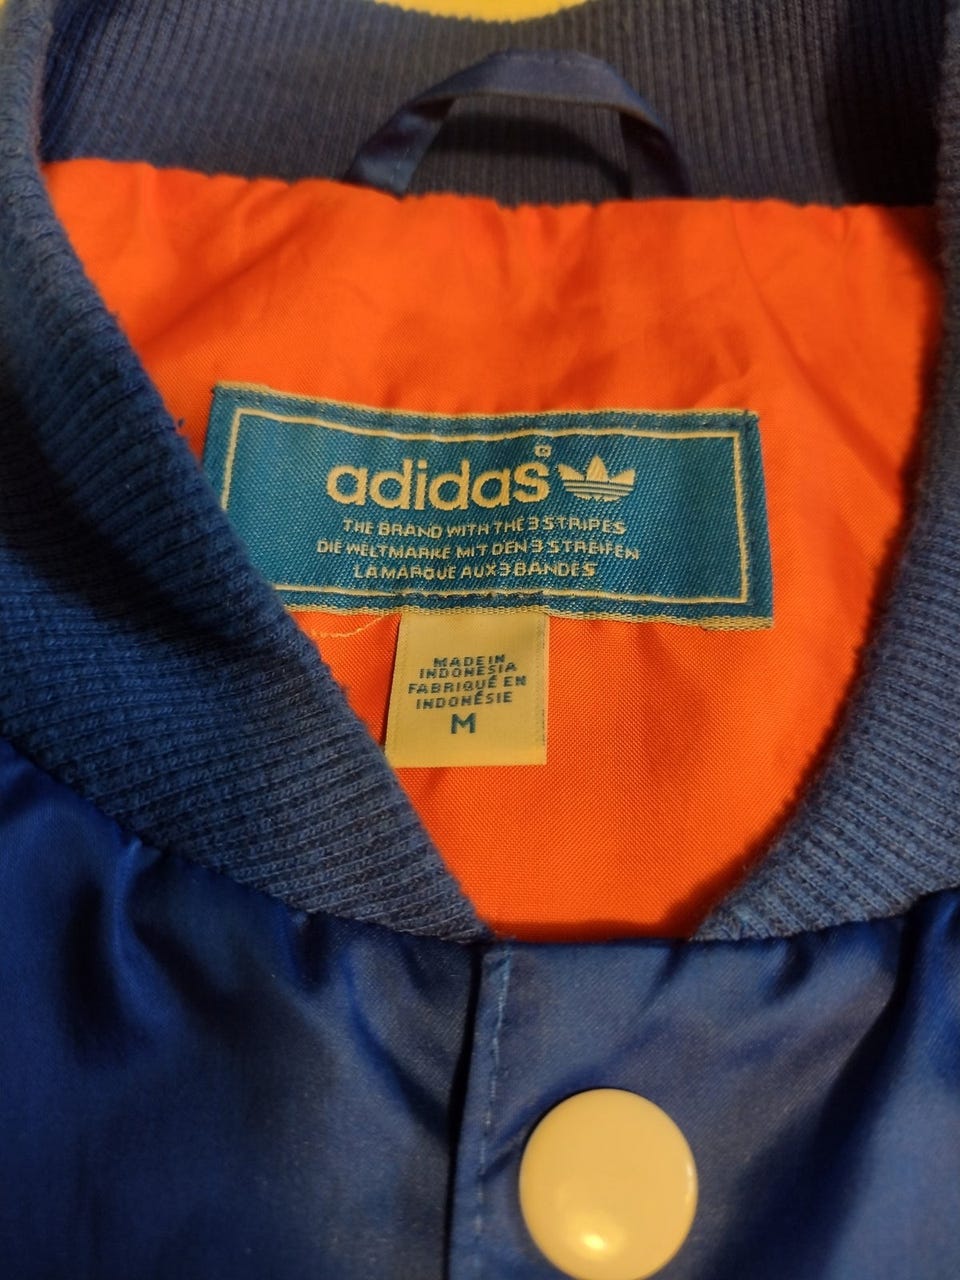 adidas®
THE BRAND WITH THE 3 STRIPES
DIE WELTMARKE MIT DEN 3 STREIFEN
LA MARQUE AUX 3 BANDES
MADE IN
INDONESIA
FABRIQUÉ EN
INDONÉSIE
M